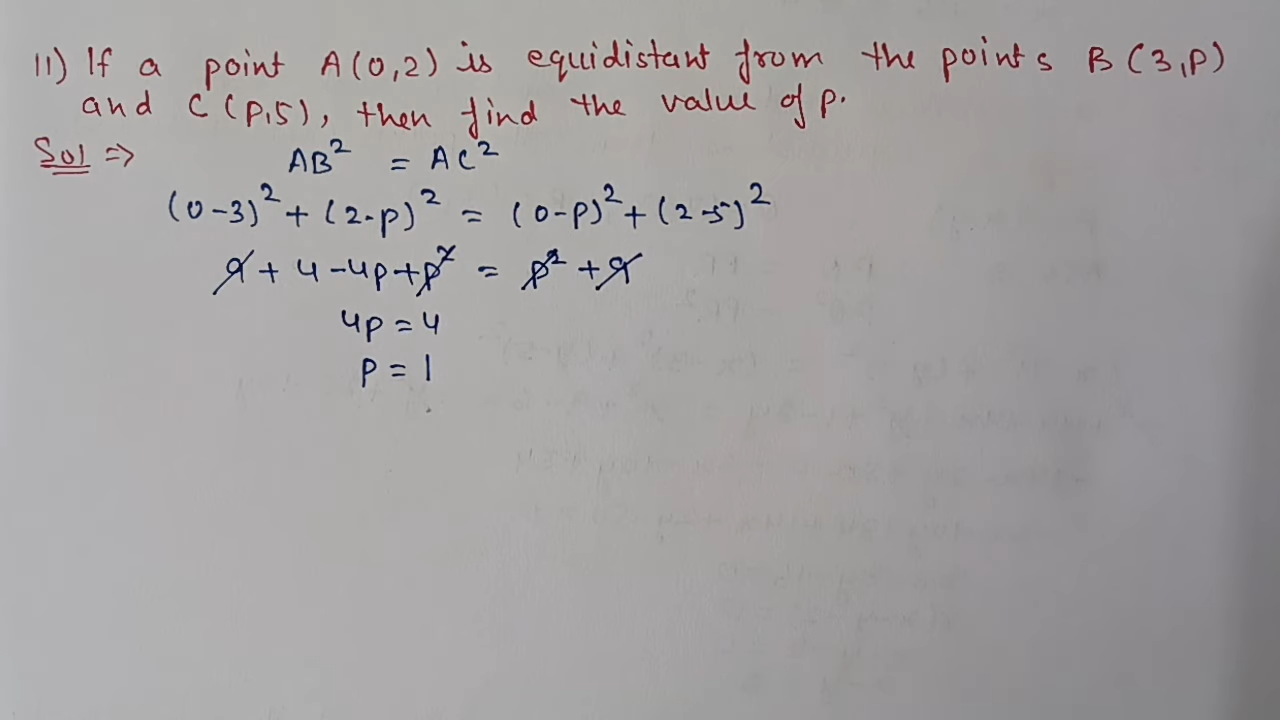 11) If a point A(0,2) is equidistant from the points B(3,P)
and C(P,5), then find the value of P.
Sol => AB² = AC²
(0-3)² + (2-P)² = (0-P)² + (2-5)²
9 + 4 - 4P + P² = P² + 9
4P = 4
P = 1